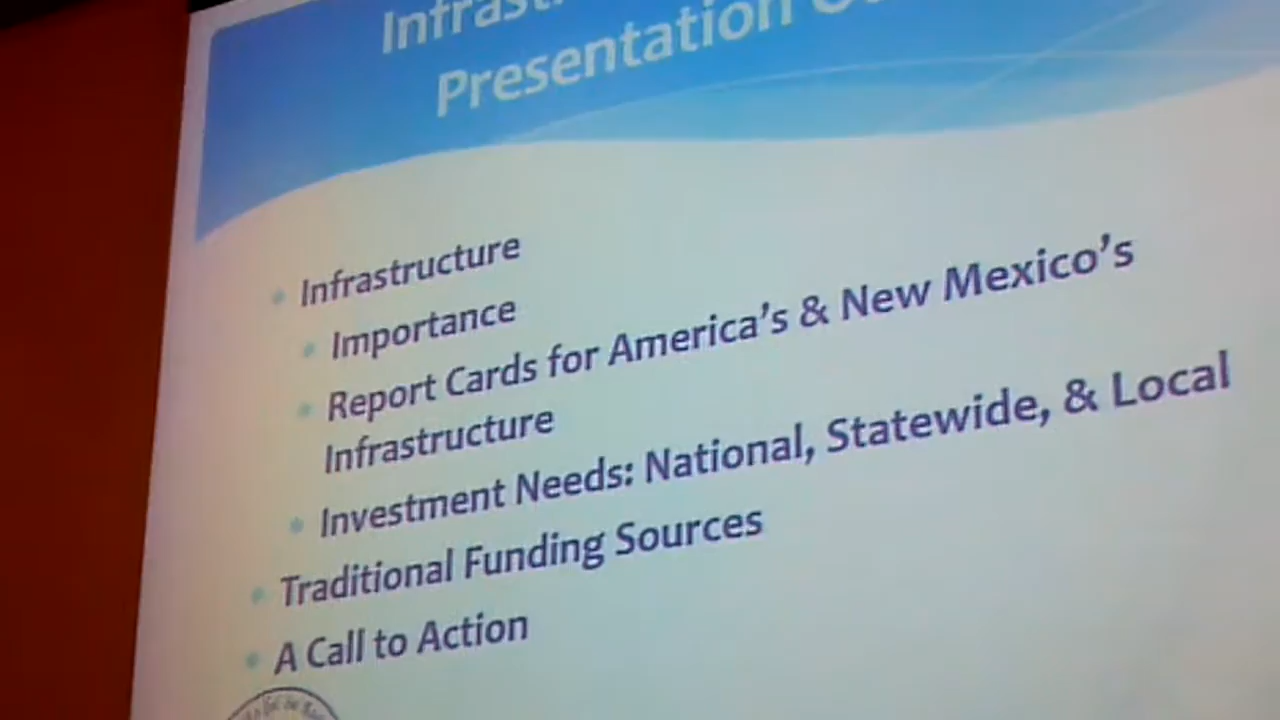 Presentation
Infrastructure
Importance
Report Cards for America's & New Mexico's
Infrastructure
Investment Needs: National, Statewide, & Local
Traditional Funding Sources
A Call to Action